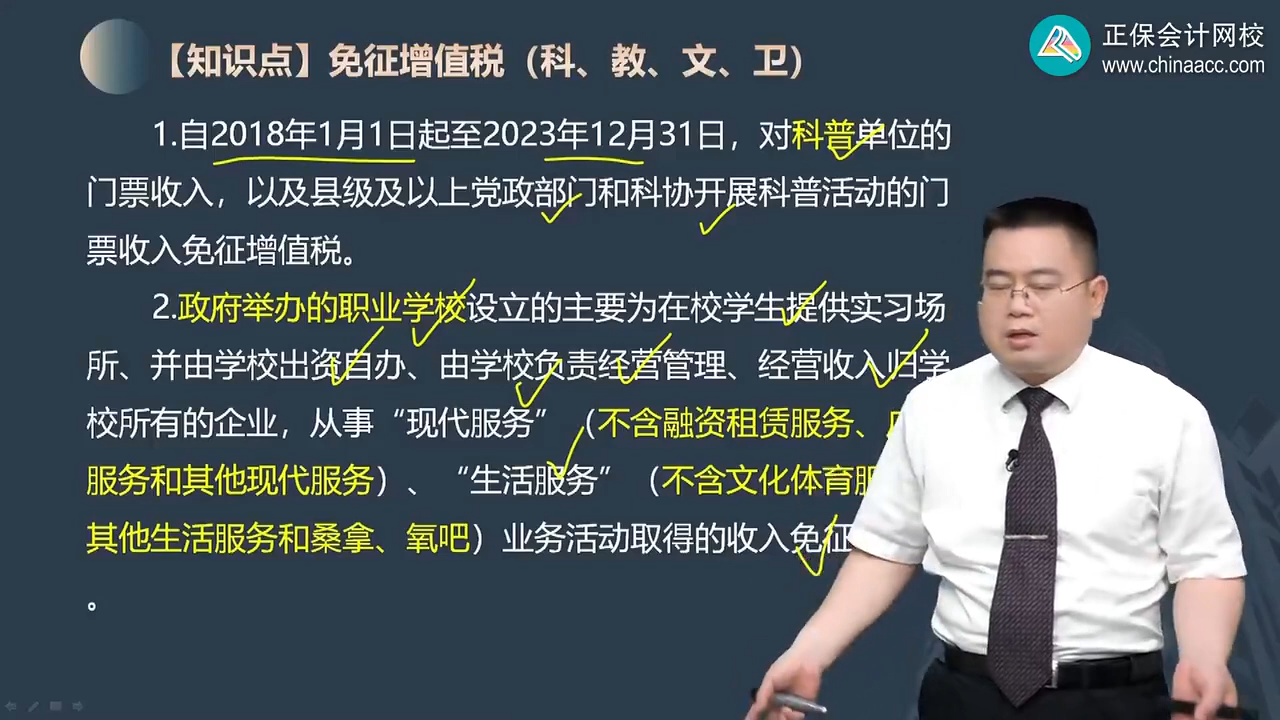 【知识点】免征增值税（科、教、文、卫）
正保会计网校
www.chinaacc.com
1.自2018年1月1日起至2023年12月31日，对科普单位的
门票收入，以及县级及以上党政部门和科协开展科普活动的门
票收入免征增值税。
2.政府举办的职业学校设立的主要为在校学生提供实习场
所、并由学校出资自办、由学校负责经营管理、经营收入归学
校所有的企业，从事“现代服务”（不含融资租赁服务、
服务和其他现代服务）、“生活服务”（不含文化体育服
其他生活服务和桑拿、氧吧）业务活动取得的收入免征
。